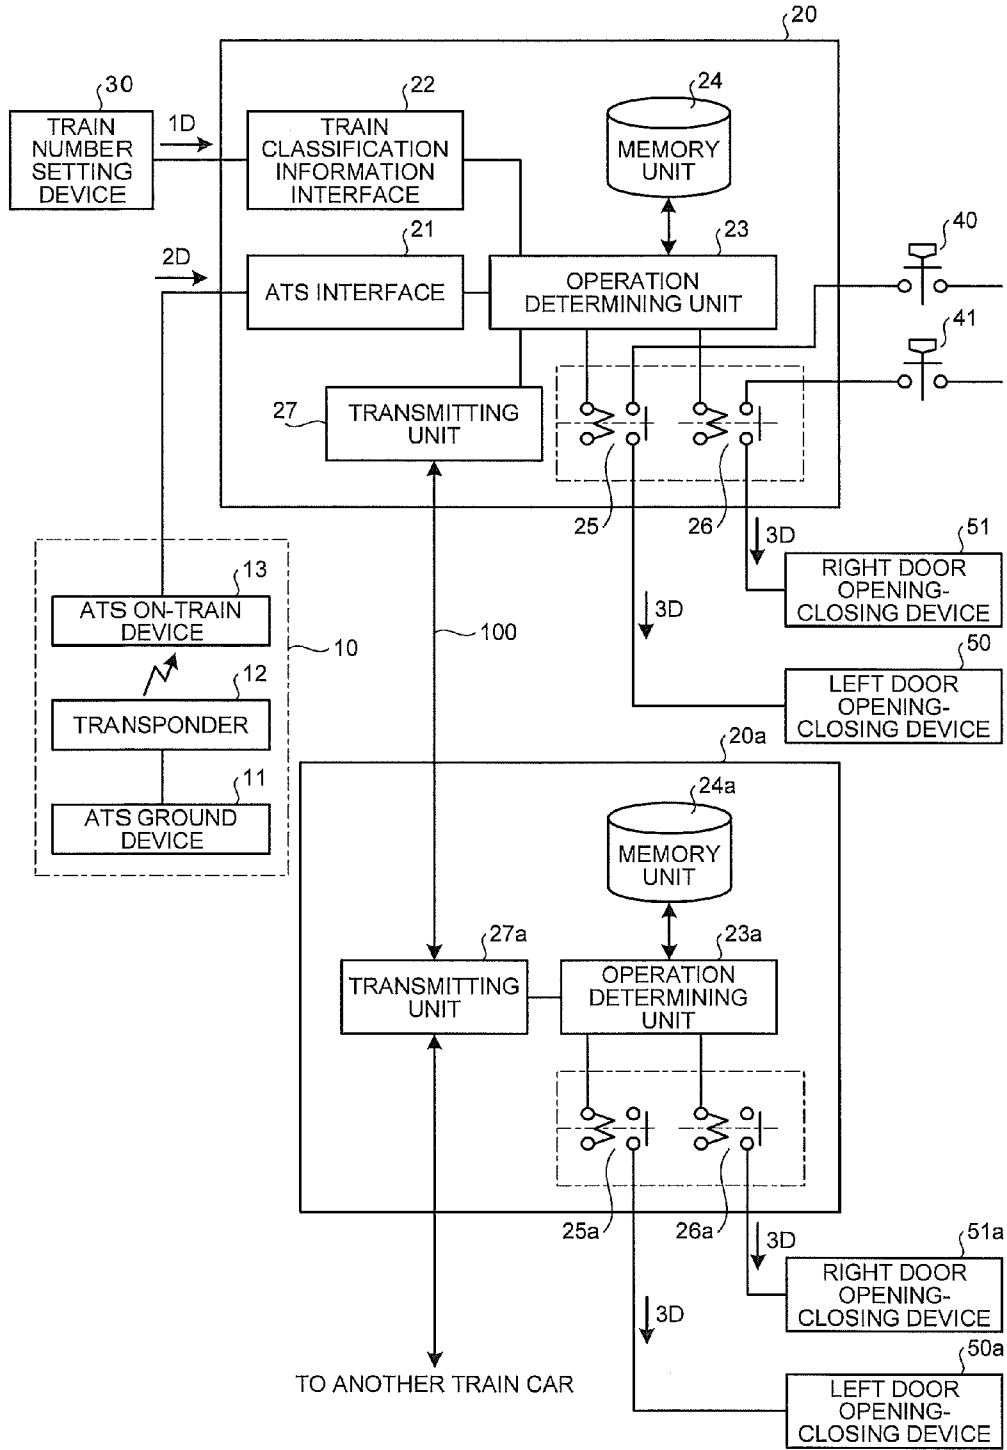 20
30
TRAIN
NUMBER
SETTING
DEVICE
1D
22
TRAIN
CLASSIFICATION
INFORMATION
INTERFACE
24
MEMORY
UNIT
2D
21
ATS INTERFACE
23
OPERATION
DETERMINING UNIT
40
41
27
TRANSMITTING
UNIT
25
26
3D
51
RIGHT DOOR
OPENING-
CLOSING DEVICE
3D
50
LEFT DOOR
OPENING-
CLOSING DEVICE
13
ATS ON-TRAIN
DEVICE
10
12
TRANSPONDER
11
ATS GROUND
DEVICE
100
20a
24a
MEMORY
UNIT
27a
TRANSMITTING
UNIT
23a
OPERATION
DETERMINING
UNIT
25a
26a
3D
51a
RIGHT DOOR
OPENING-
CLOSING DEVICE
3D
50a
LEFT DOOR
OPENING-
CLOSING DEVICE
TO ANOTHER TRAIN CAR